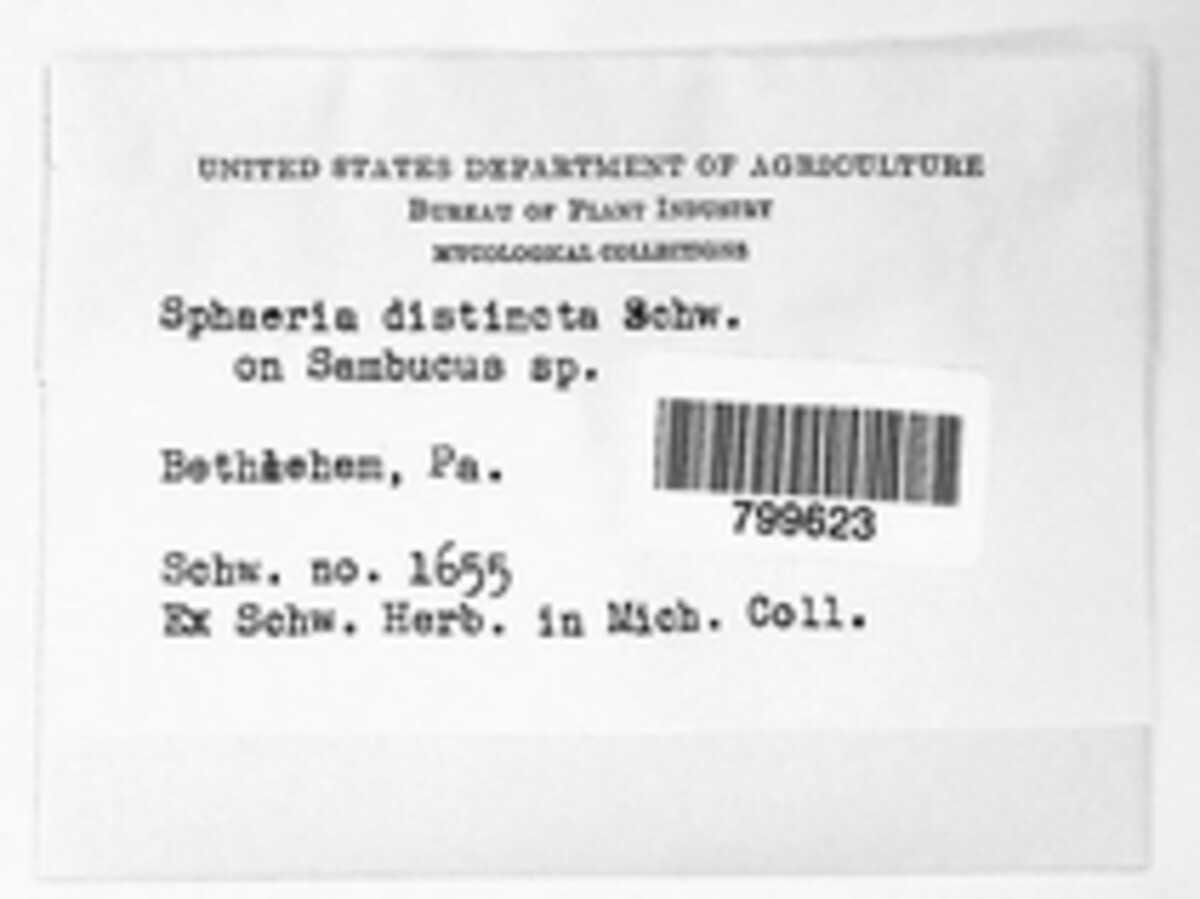 UNITED STATES DEPARTMENT OF AGRICULTURE
BUREAU OF PLANT INDUSTRY
MYCOLOGICAL COLLECTIONS
Sphaeria distincta Schw.
on Sambucus sp.
799623
Bethlehem, Pa.
Schw. no. 1655
Ex Schw. Herb. in Mich. Coll.